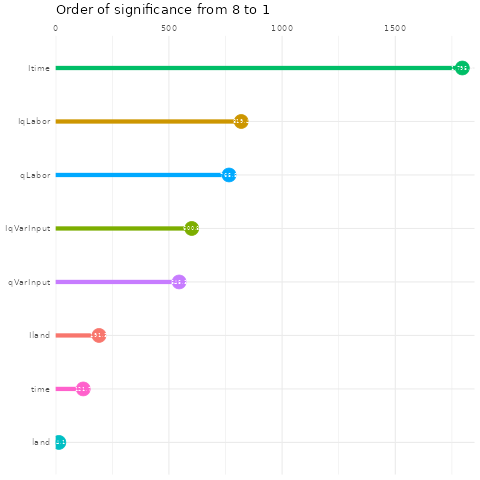 Order of significance from 8 to 1
0 500 1000 1500
ltime
lqLabor
qLabor
lqVarInput
qVarInput
lland
time
land